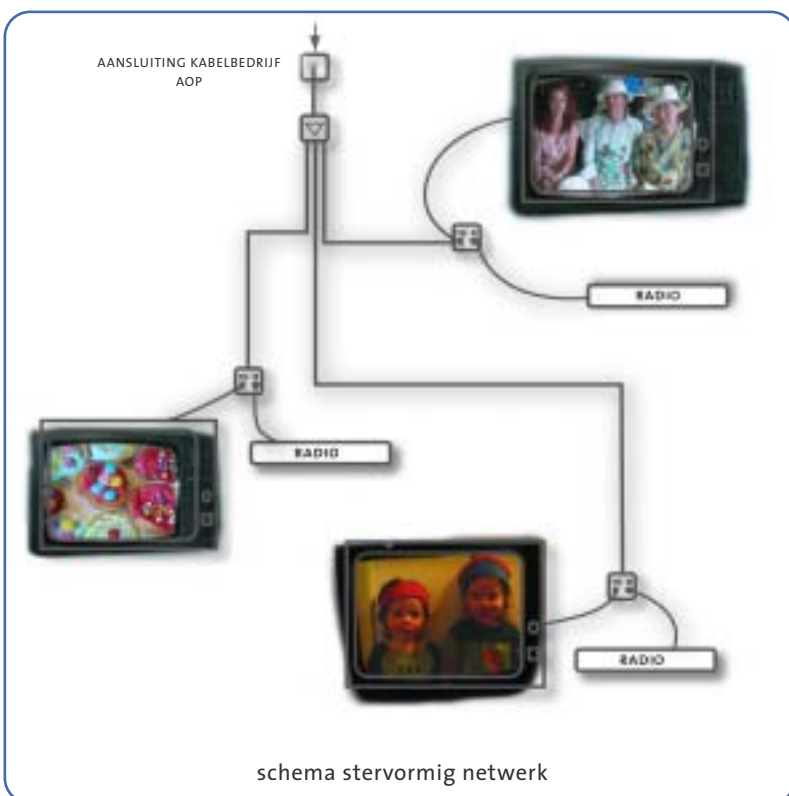 AANSLUITING KABELBEDRIJF
AOP
RADIO
RADIO
RADIO
schema stervormig netwerk